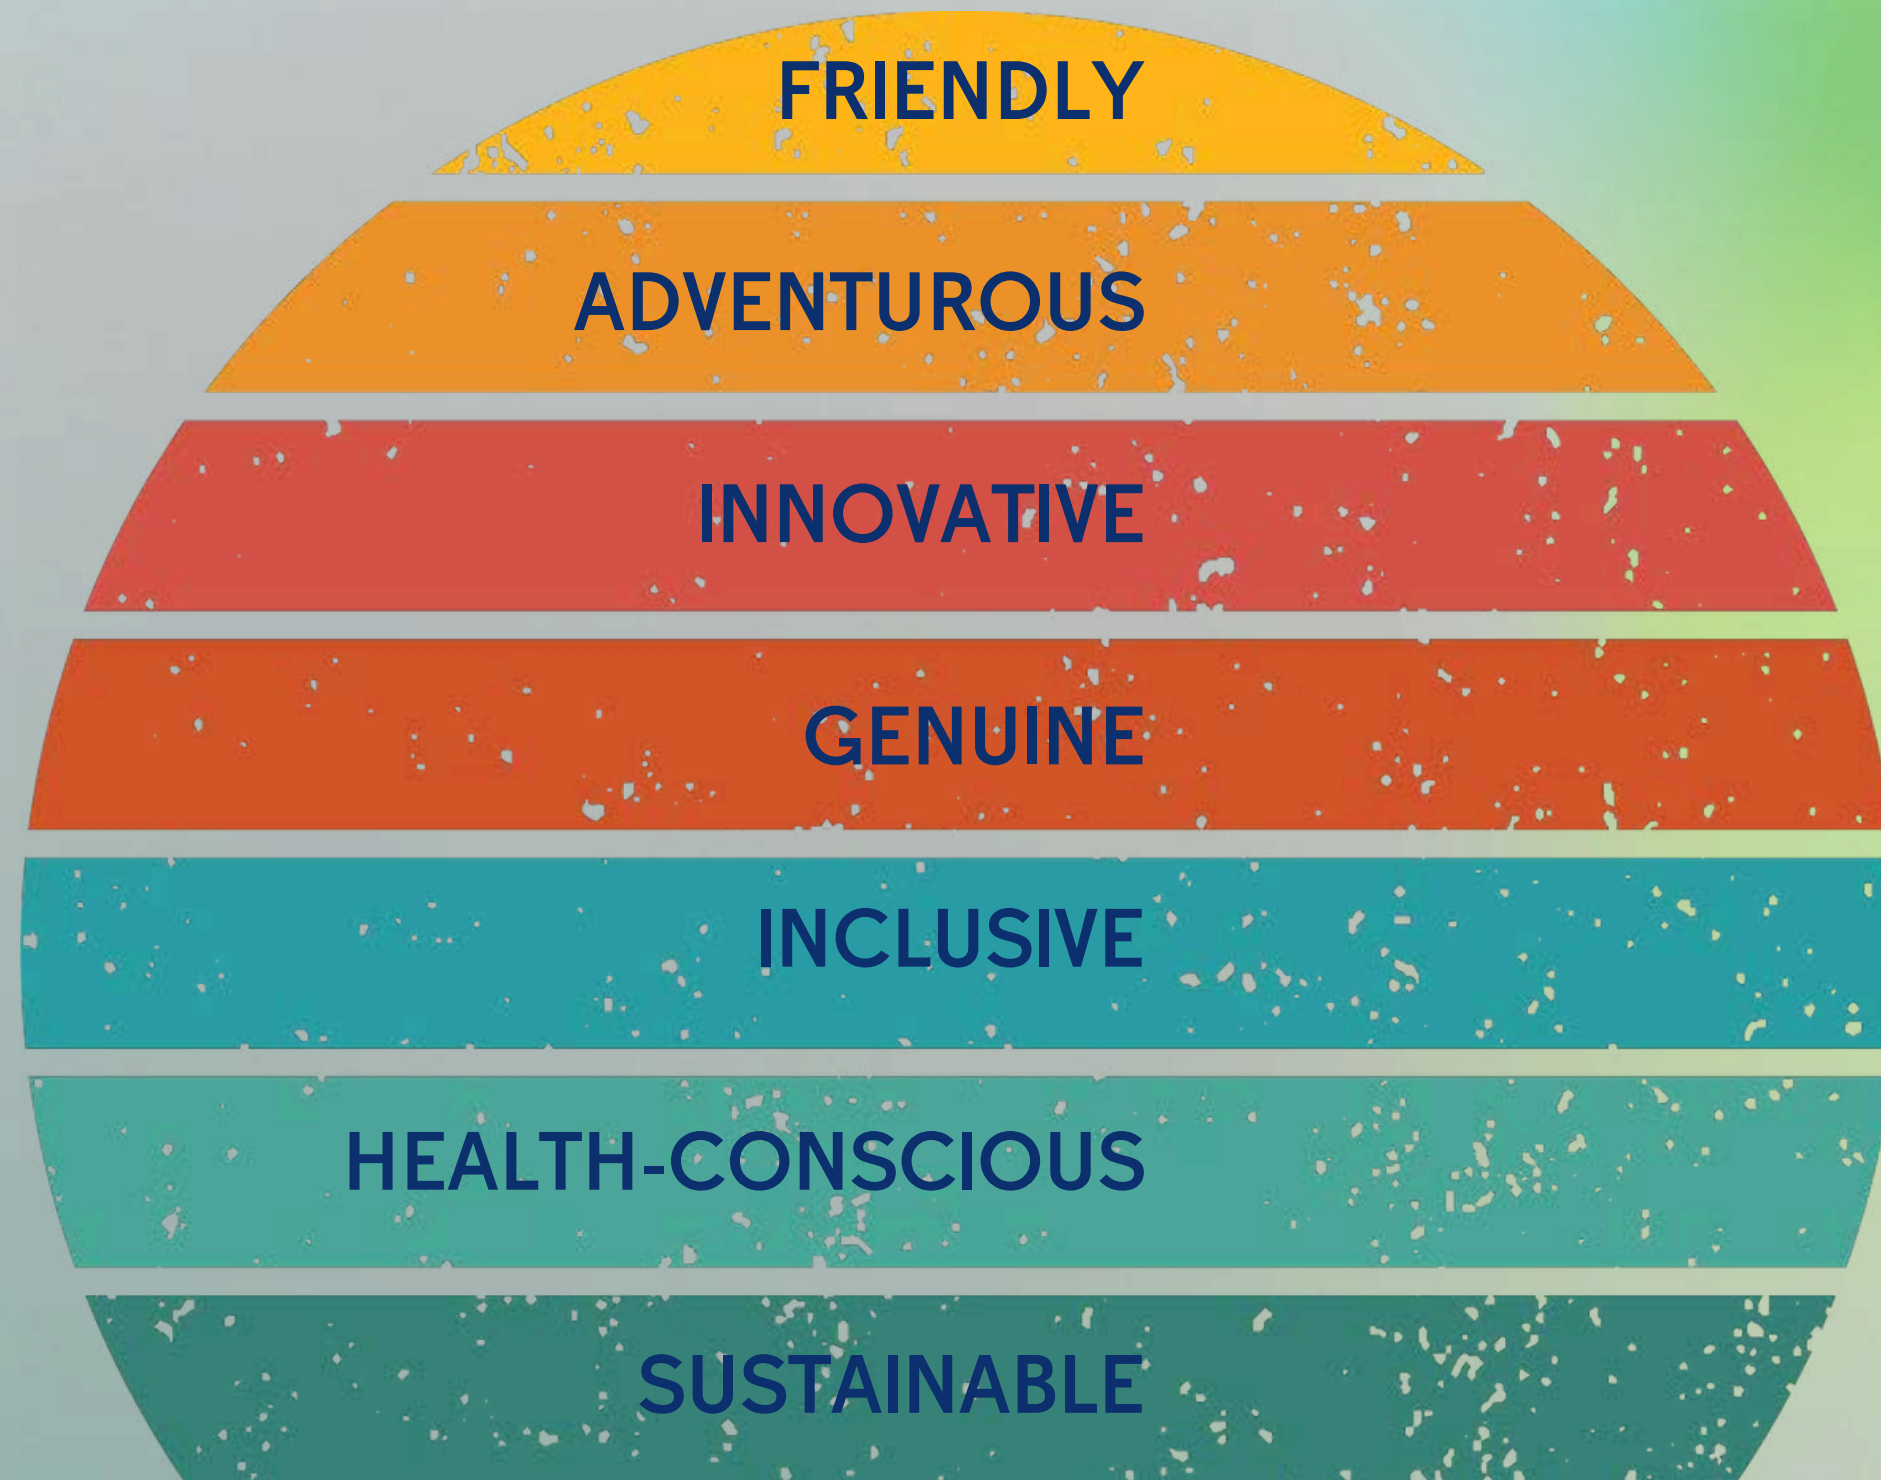 FRIENDLY
ADVENTUROUS
INNOVATIVE
GENUINE
INCLUSIVE
HEALTH-CONSCIOUS
SUSTAINABLE